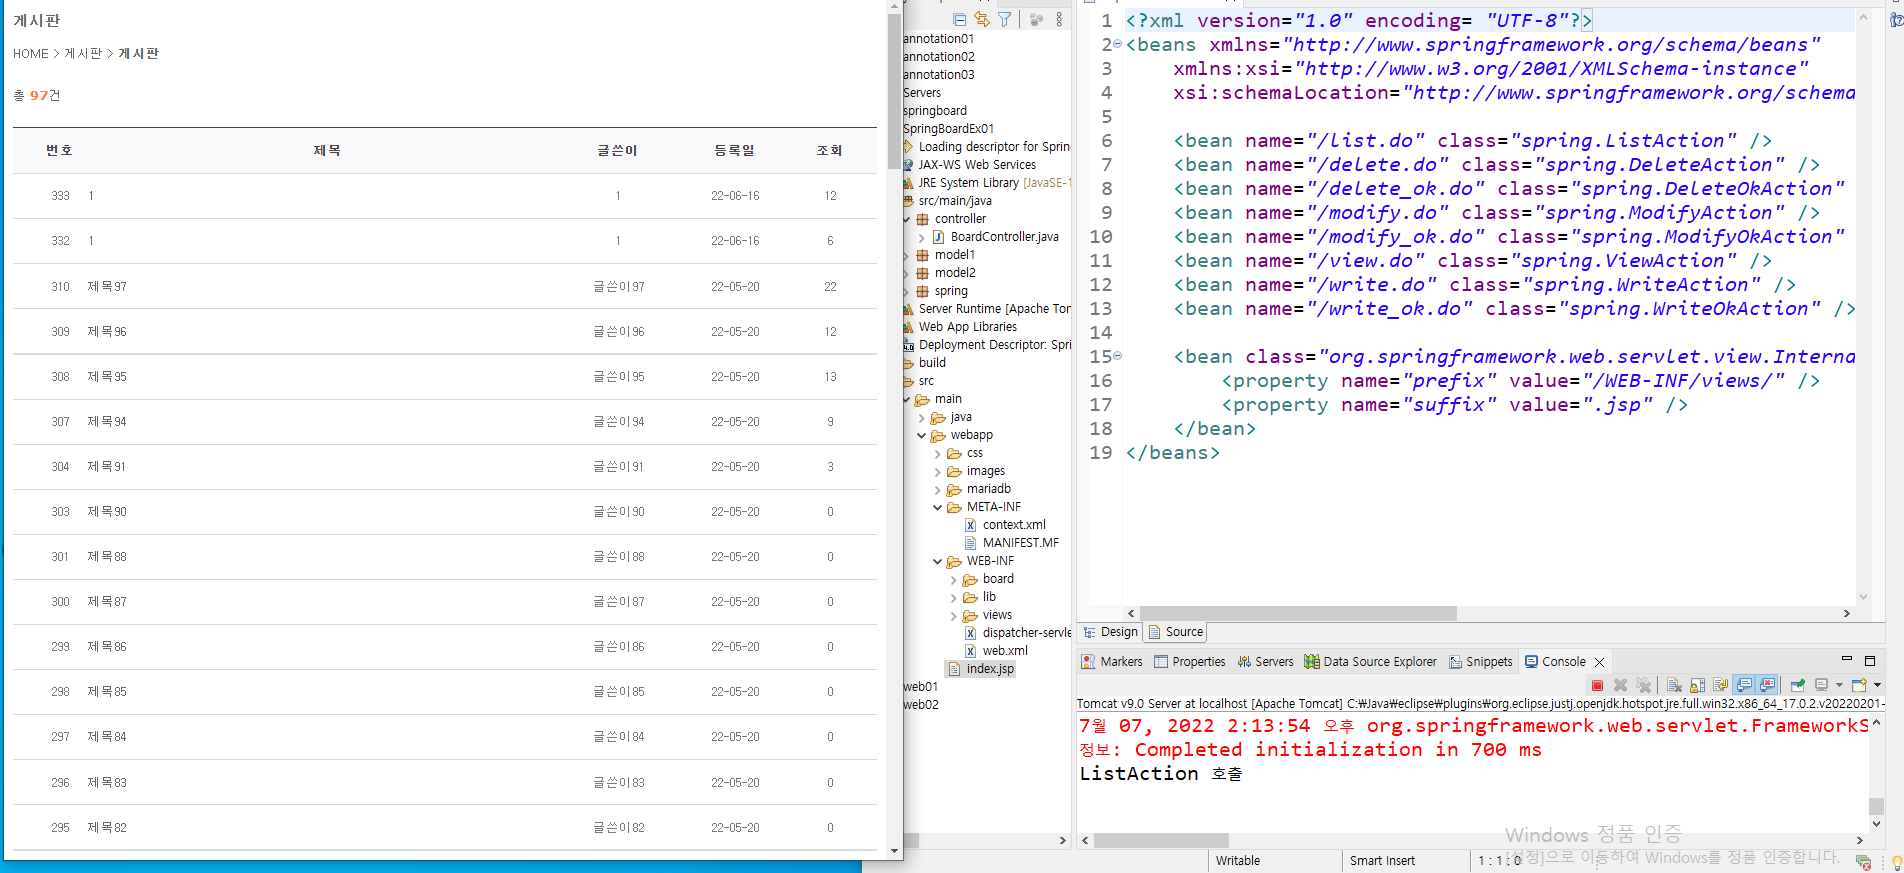 게시판
HOME > 게시판 > 게시판
총 97건
번호 제목 글쓴이 등록일 조회
333 1 1 22-06-16 12
332 1 1 22-06-16 6
310 제목97 글쓴이97 22-05-20 22
309 제목96 글쓴이96 22-05-20 12
308 제목95 글쓴이95 22-05-20 13
307 제목94 글쓴이94 22-05-20 9
304 제목91 글쓴이91 22-05-20 3
303 제목90 글쓴이90 22-05-20 0
301 제목88 글쓴이88 22-05-20 0
300 제목87 글쓴이87 22-05-20 0
299 제목86 글쓴이86 22-05-20 0
298 제목85 글쓴이85 22-05-20 0
297 제목84 글쓴이84 22-05-20 0
296 제목83 글쓴이83 22-05-20 0
295 제목82 글쓴이82 22-05-20 0
annotation01
annotation02
annotation03
Servers
springboard
SpringBoardEx01
Loading descriptor for Sprin
JAX-WS Web Services
JRE System Library [JavaSE-1
src/main/java
controller
BoardController.java
model1
model2
spring
Server Runtime [Apache Tom
Web App Libraries
Deployment Descriptor: Spri
build
src
main
java
webapp
css
images
mariadb
META-INF
context.xml
MANIFEST.MF
WEB-INF
board
lib
views
dispatcher-servle
web.xml
index.jsp
web01
web02
1 <?xml version="1.0" encoding= "UTF-8"?>
2 <beans xmlns="http://www.springframework.org/schema/beans"
3 xmlns:xsi="http://www.w3.org/2001/XMLSchema-instance"
4 xsi:schemaLocation="http://www.springframework.org/schema
5
6 <bean name="/list.do" class="spring.ListAction" />
7 <bean name="/delete.do" class="spring.DeleteAction" />
8 <bean name="/delete_ok.do" class="spring.DeleteOkAction"
9 <bean name="/modify.do" class="spring.ModifyAction" />
10 <bean name="/modify_ok.do" class="spring.ModifyOkAction"
11 <bean name="/view.do" class="spring.ViewAction" />
12 <bean name="/write.do" class="spring.WriteAction" />
13 <bean name="/write_ok.do" class="spring.WriteOkAction" />
14
15 <bean class="org.springframework.web.servlet.view.Interna
16 <property name="prefix" value="/WEB-INF/views/" />
17 <property name="suffix" value=".jsp" />
18 </bean>
19 </beans>
Design Source
Markers Properties Servers Data Source Explorer Snippets Console
Tomcat v9.0 Server at localhost [Apache Tomcat] C:₩Java₩eclipse₩plugins₩org.eclipse.justj.openjdk.hotspot.jre.full.win32.x86_64_17.0.2.v20220201-
7월 07, 2022 2:13:54 오후 org.springframework.web.servlet.FrameworkS
정보: Completed initialization in 700 ms
ListAction 호출
Windows 정품 인증
[설정]으로 이동하여 Windows를 정품 인증합니다.
Writable Smart Insert 1 : 1 : 0